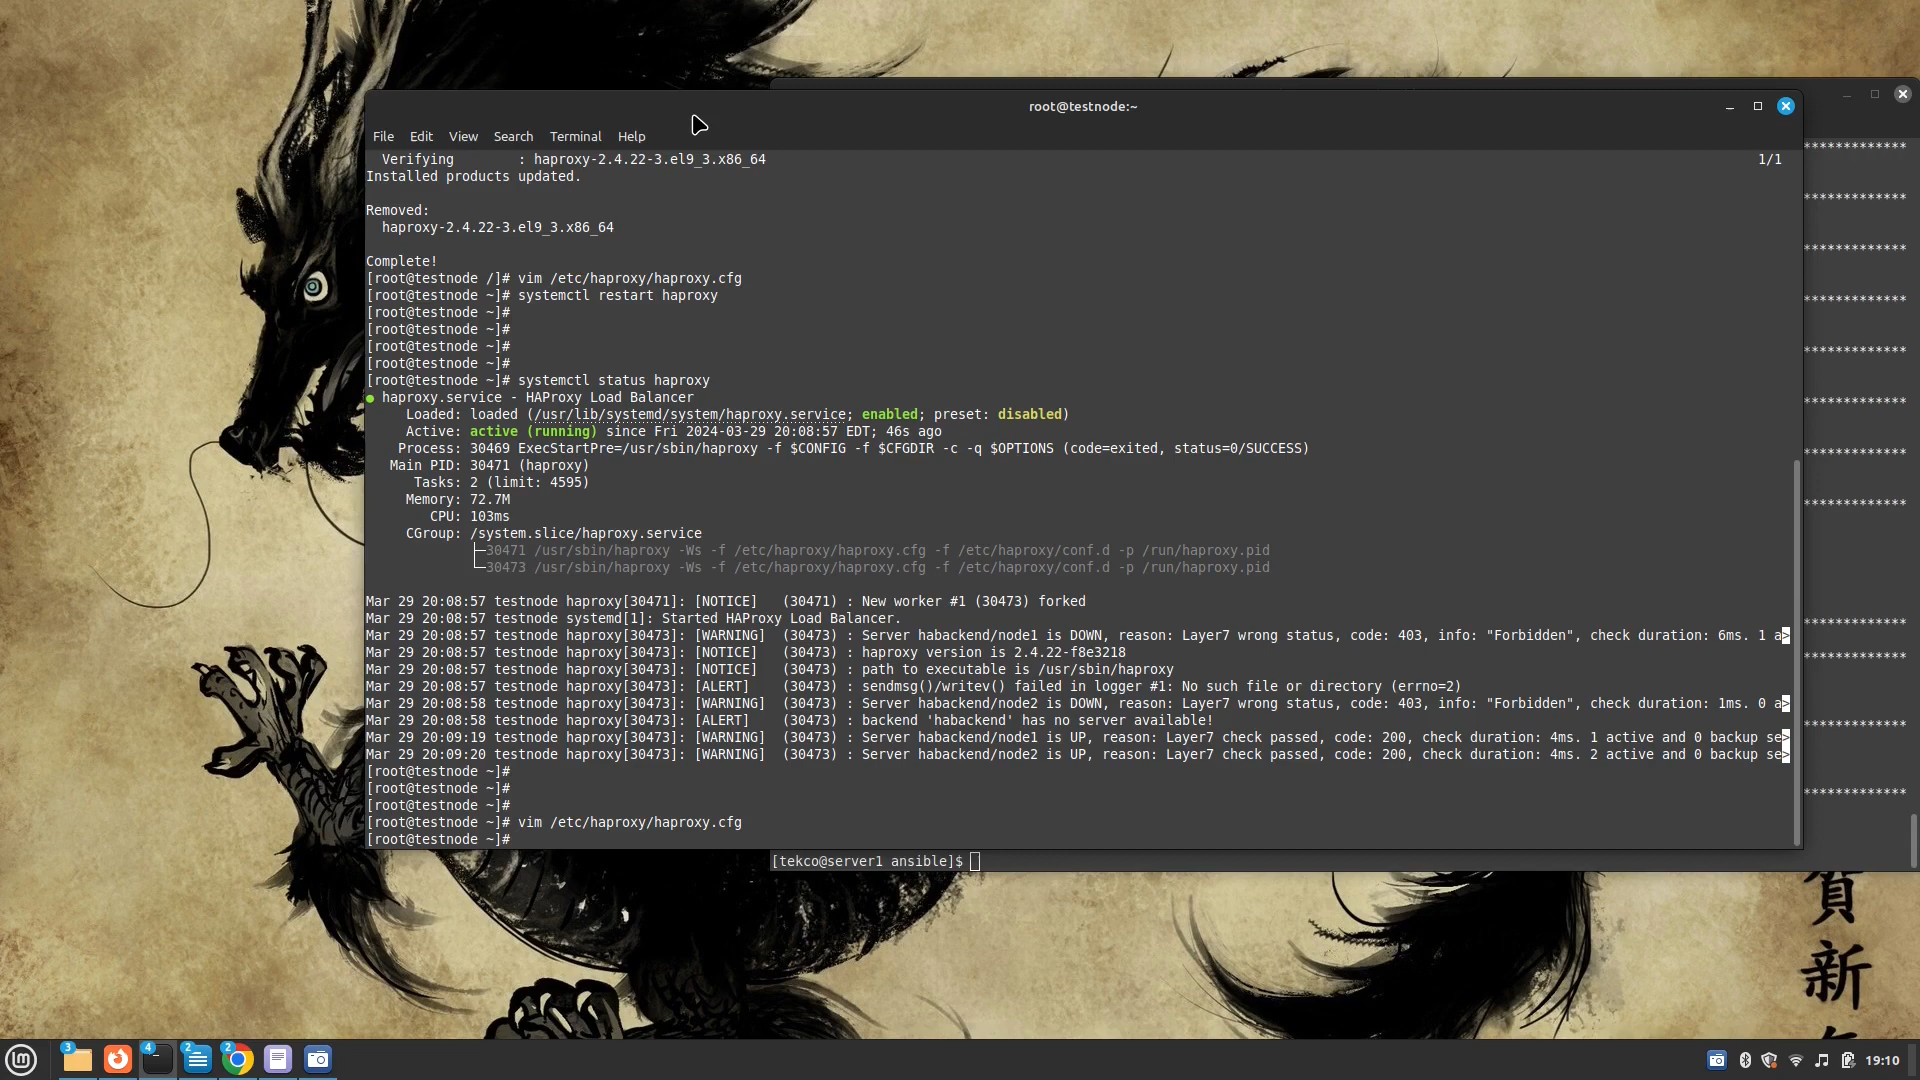 root@testnode:~
File Edit View Search Terminal Help
Verifying        : haproxy-2.4.22-3.el9_3.x86_64 1/1
Installed products updated.
Removed:
haproxy-2.4.22-3.el9_3.x86_64
Complete!
[root@testnode /]# vim /etc/haproxy/haproxy.cfg
[root@testnode ~]# systemctl restart haproxy
[root@testnode ~]#
[root@testnode ~]#
[root@testnode ~]#
[root@testnode ~]#
[root@testnode ~]# systemctl status haproxy
● haproxy.service - HAProxy Load Balancer
Loaded: loaded (/usr/lib/systemd/system/haproxy.service; enabled; preset: disabled)
Active: active (running) since Fri 2024-03-29 20:08:57 EDT; 46s ago
Process: 30469 ExecStartPre=/usr/sbin/haproxy -f $CONFIG -f $CFGDIR -c -q $OPTIONS (code=exited, status=0/SUCCESS)
Main PID: 30471 (haproxy)
Tasks: 2 (limit: 4595)
Memory: 72.7M
CPU: 103ms
CGroup: /system.slice/haproxy.service
├─30471 /usr/sbin/haproxy -Ws -f /etc/haproxy/haproxy.cfg -f /etc/haproxy/conf.d -p /run/haproxy.pid
└─30473 /usr/sbin/haproxy -Ws -f /etc/haproxy/haproxy.cfg -f /etc/haproxy/conf.d -p /run/haproxy.pid
Mar 29 20:08:57 testnode haproxy[30471]: [NOTICE]   (30471) : New worker #1 (30473) forked
Mar 29 20:08:57 testnode systemd[1]: Started HAProxy Load Balancer.
Mar 29 20:08:57 testnode haproxy[30473]: [WARNING]  (30473) : Server habackend/node1 is DOWN, reason: Layer7 wrong status, code: 403, info: "Forbidden", check duration: 6ms. 1 a>
Mar 29 20:08:57 testnode haproxy[30473]: [NOTICE]   (30473) : haproxy version is 2.4.22-f8e3218
Mar 29 20:08:57 testnode haproxy[30473]: [NOTICE]   (30473) : path to executable is /usr/sbin/haproxy
Mar 29 20:08:57 testnode haproxy[30473]: [ALERT]    (30473) : sendmsg()/writev() failed in logger #1: No such file or directory (errno=2)
Mar 29 20:08:58 testnode haproxy[30473]: [WARNING]  (30473) : Server habackend/node2 is DOWN, reason: Layer7 wrong status, code: 403, info: "Forbidden", check duration: 1ms. 0 a>
Mar 29 20:08:58 testnode haproxy[30473]: [ALERT]    (30473) : backend 'habackend' has no server available!
Mar 29 20:09:19 testnode haproxy[30473]: [WARNING]  (30473) : Server habackend/node1 is UP, reason: Layer7 check passed, code: 200, check duration: 4ms. 1 active and 0 backup se>
Mar 29 20:09:20 testnode haproxy[30473]: [WARNING]  (30473) : Server habackend/node2 is UP, reason: Layer7 check passed, code: 200, check duration: 4ms. 2 active and 0 backup se>
[root@testnode ~]#
[root@testnode ~]#
[root@testnode ~]#
[root@testnode ~]# vim /etc/haproxy/haproxy.cfg
[root@testnode ~]#
*************
*************
*************
*************
*************
*************
*************
*************
*************
*************
*************
*************
[tekco@server1 ansible]$
賀
新
3 4 2 2
19:10